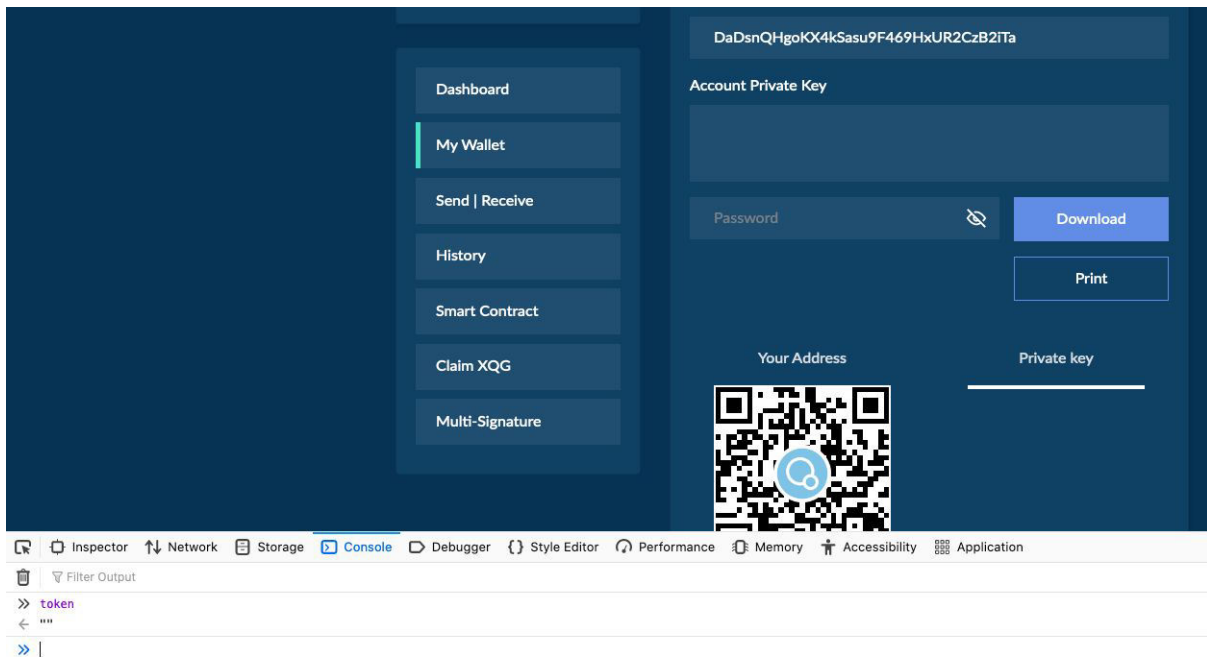 DaDsnQHgoKX4kSasu9F469HxUR2CzB2iTa
Dashboard
Account Private Key
My Wallet
Send | Receive
Password
Download
History
Print
Smart Contract
Your Address
Private key
Claim XQG
Multi-Signature
Inspector Network Storage Console Debugger {} Style Editor Performance Memory Accessibility Application
Filter Output
>> token
← ""
>>